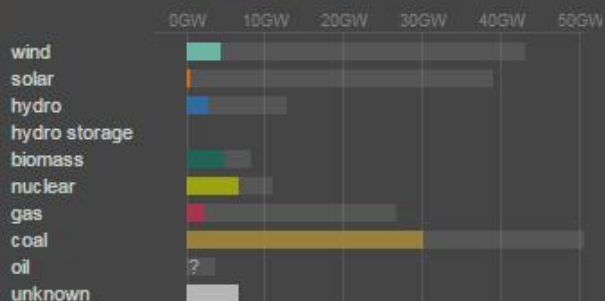 0GW 10GW 20GW 30GW 40GW 50GW
wind
solar
hydro
hydro storage
biomass
nuclear
gas
coal
oil ?
unknown